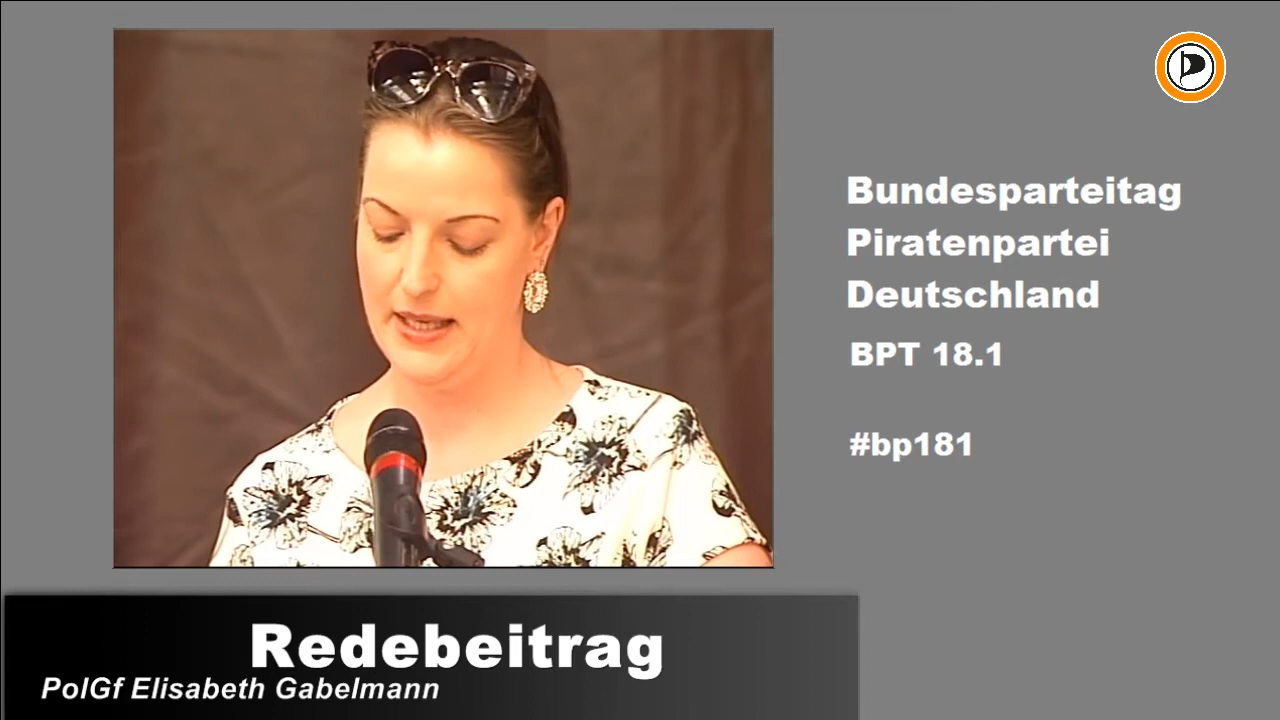 Bundesparteitag
Piratenpartei
Deutschland
BPT 18.1
#bp181
Redebeitrag
PolGf Elisabeth Gabelmann